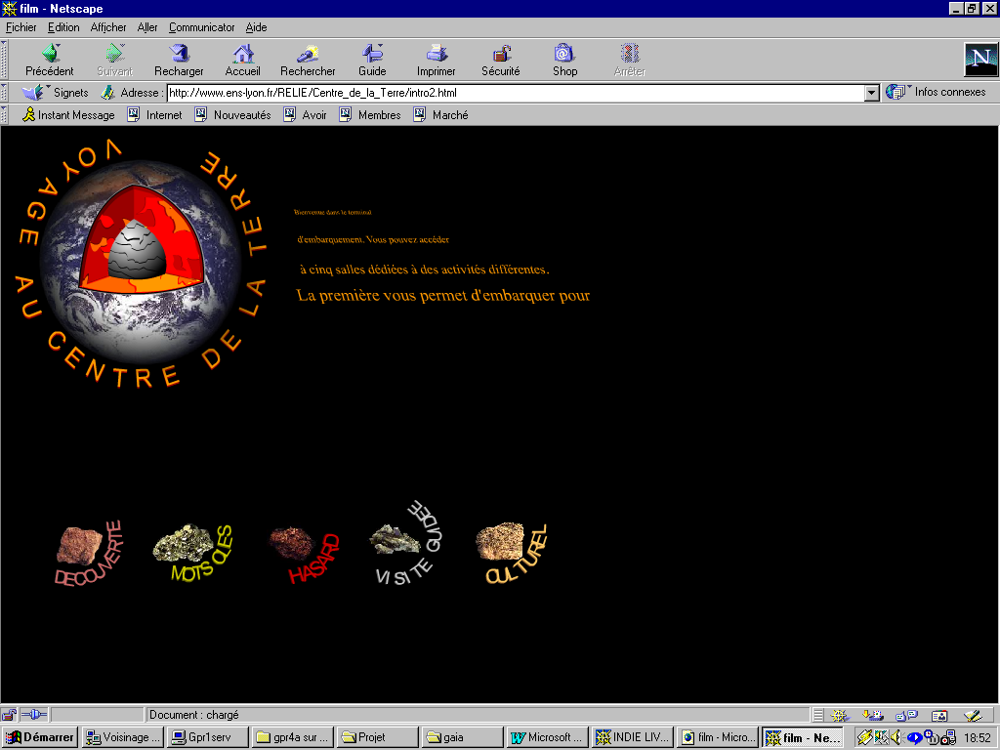 film - Netscape
Fichier Edition Afficher Aller Communicator Aide
Précédent Suivant Recharger Accueil Rechercher Guide Imprimer Sécurité Shop Arrêter
N
Signets Adresse : http://www.ens-lyon.fr/RELIE/Centre_de_la_Terre/intro2.html Infos connexes
Instant Message Internet Nouveautés Avoir Membres Marché
VOYAGE AU CENTRE DE LA TERRE
Bienvenue dans le terminal
d'embarquement. Vous pouvez accéder
à cinq salles dédiées à des activités différentes.
La première vous permet d'embarquer pour
DECOUVERTE MOTS CLES HASARD VISITE GUIDEE CULTUREL
Document : chargé
Démarrer Voisinage ... Gpr1serv gpr4a sur ... Projet gaia Microsoft ... INDIE LIV... film - Micro... film - Ne... 18:52